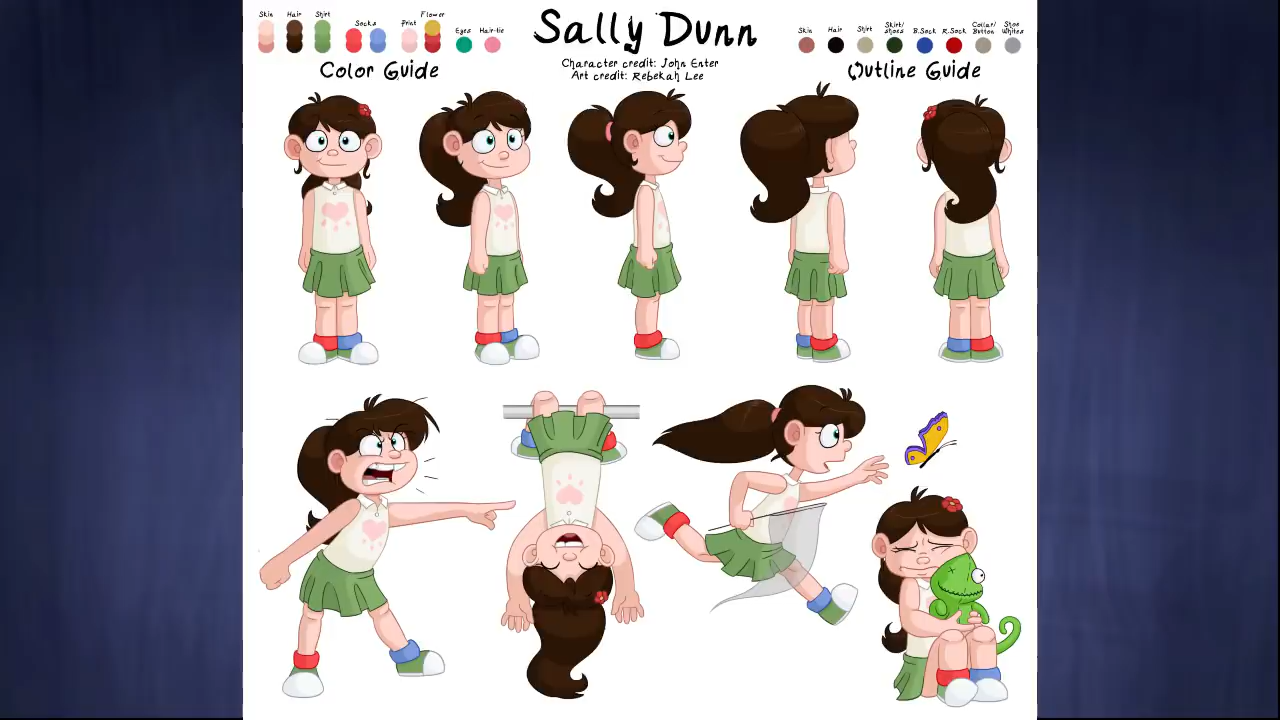 Sally Dunn
Character credit: John Enter
Art credit: Rebekah Lee
Skin Hair Shirt Socks Print Flower Eyes Hair-tie
Color Guide
Skin Hair Shirt Skirt/Shoes B.Sock R.Sock Collar/Button Shoe Whites
Outline Guide